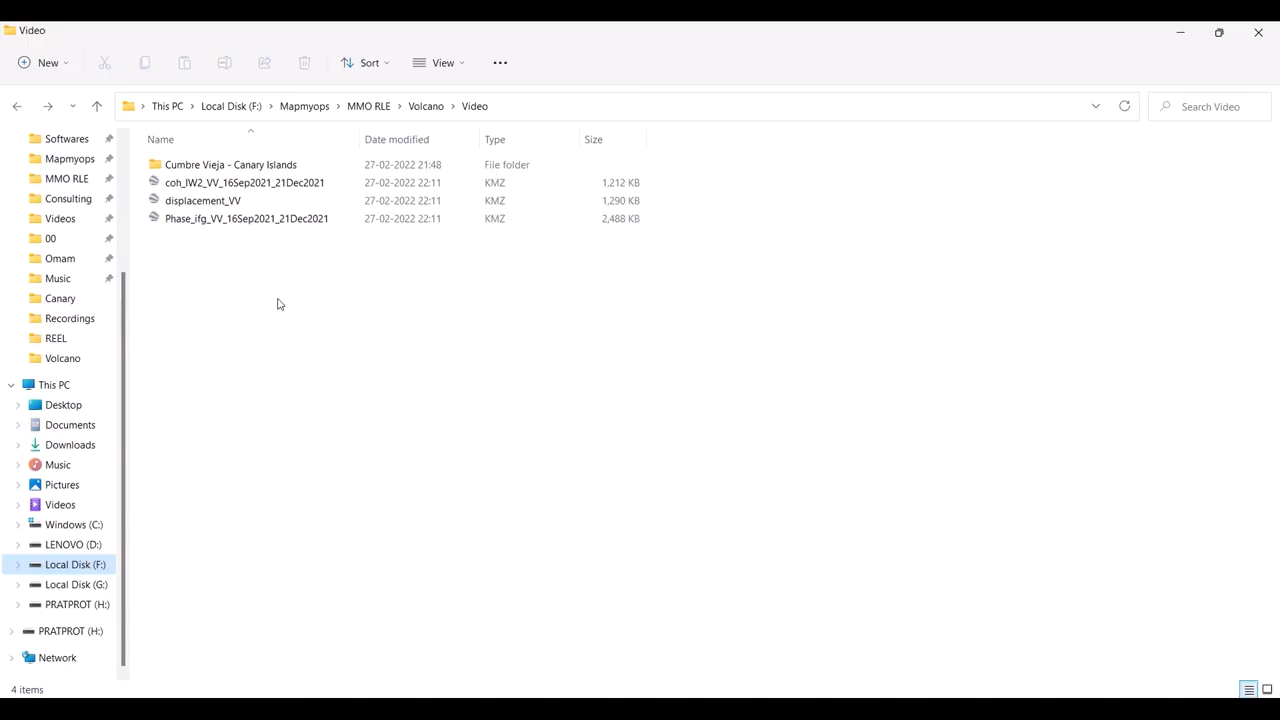 Video
New Sort View
This PC Local Disk (F:) Mapmyops MMO RLE Volcano Video Search Video
Name Date modified Type Size
Cumbre Vieja - Canary Islands 27-02-2022 21:48 File folder
coh_IW2_VV_16Sep2021_21Dec2021 27-02-2022 22:11 KMZ 1,212 KB
displacement_VV 27-02-2022 22:11 KMZ 1,290 KB
Phase_ifg_VV_16Sep2021_21Dec2021 27-02-2022 22:11 KMZ 2,488 KB
Softwares
Mapmyops
MMO RLE
Consulting
Videos
00
Omam
Music
Canary
Recordings
REEL
Volcano
This PC
Desktop
Documents
Downloads
Music
Pictures
Videos
Windows (C:)
LENOVO (D:)
Local Disk (F:)
Local Disk (G:)
PRATPROT (H:)
PRATPROT (H:)
Network
4 items